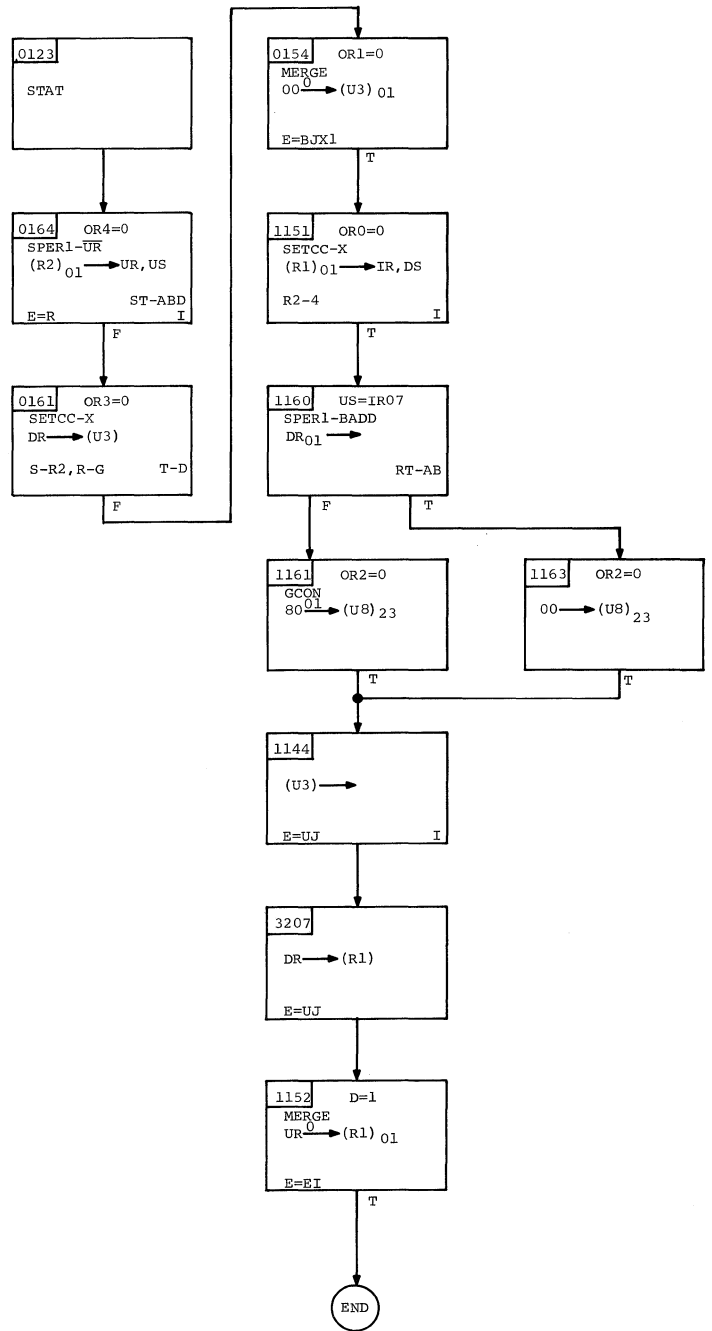 0123
STAT
0164 OR4=0
SPER1-UR
(R2)01 → UR,US
ST-ABD
E=R I
F
0161 OR3=0
SETCC-X
DR → (U3)
S-R2,R-G T-D
F
0154 OR1=0
MERGE
0
00 → (U3)01
E=BJX1
T
1151 OR0=0
SETCC-X
(R1)01 → IR,DS
R2-4
I
T
1160 US=IR07
SPER1-BADD
DR01 →
RT-AB
F T
1161 OR2=0
GCON
01
80 → (U8)23
T
1163 OR2=0
00 → (U8)23
T
1144
(U3) →
E=UJ I
3207
DR → (R1)
E=UJ
1152 D=1
MERGE
0
UR → (R1)01
E=EI
T
END